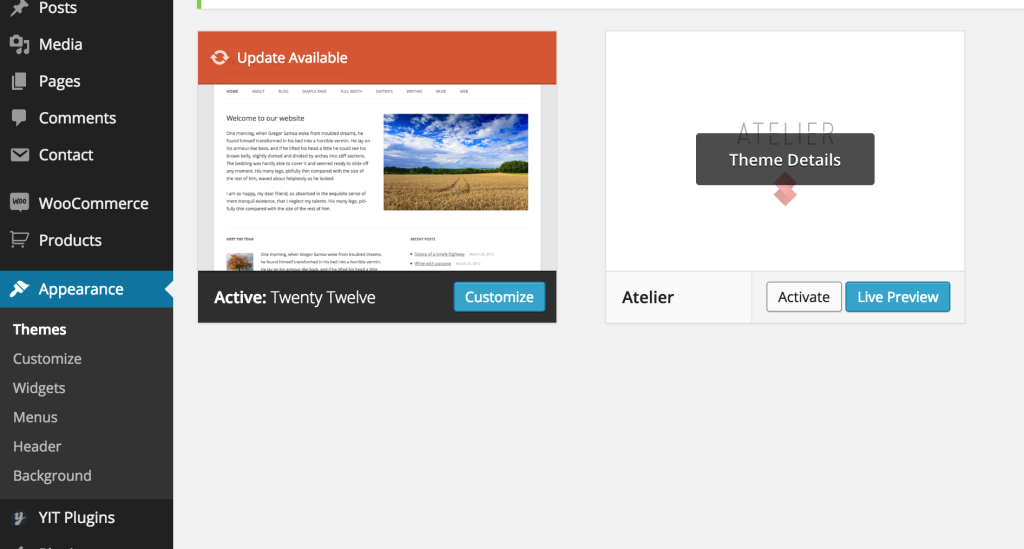 Posts
Media
Pages
Comments
Contact
WooCommerce
Products
Appearance
Themes
Customize
Widgets
Menus
Header
Background
YIT Plugins
Update Available
HOME ABOUT BLOG SAMPLE PAGE FULL WIDTH DAYTRIPS WRITING MUSE WEB
Welcome to our website
One morning, when Gregor Samsa woke from troubled dreams, he
found himself transformed in his bed into a horrible vermin. He lay on
his armour-like back, and if he lifted his head a little he could see his
brown belly, slightly domed and divided by arches into stiff sections.
The bedding was hardly able to cover it and seemed ready to slide off
any moment. His many legs, pitifully thin compared with the size of
the rest of him, waved about helplessly as he looked.
I am so happy, my dear friend, so absorbed in the exquisite sense of
mere tranquil existence, that I neglect my talents. His many legs, piti-
fully thin compared with the size of the rest of him.
MEET THE TEAM
One morning, when Gregor Samsa woke from troubled dreams,
he found himself transformed in his bed into a horrible vermin.
He lay on his armour-like back, and if he lifted his head a little
RECENT POSTS
Solace of a lonely highway March 28, 2012
Write with purpose March 28, 2012
Active: Twenty Twelve
Customize
ATELIER
Theme Details
Atelier
Activate
Live Preview